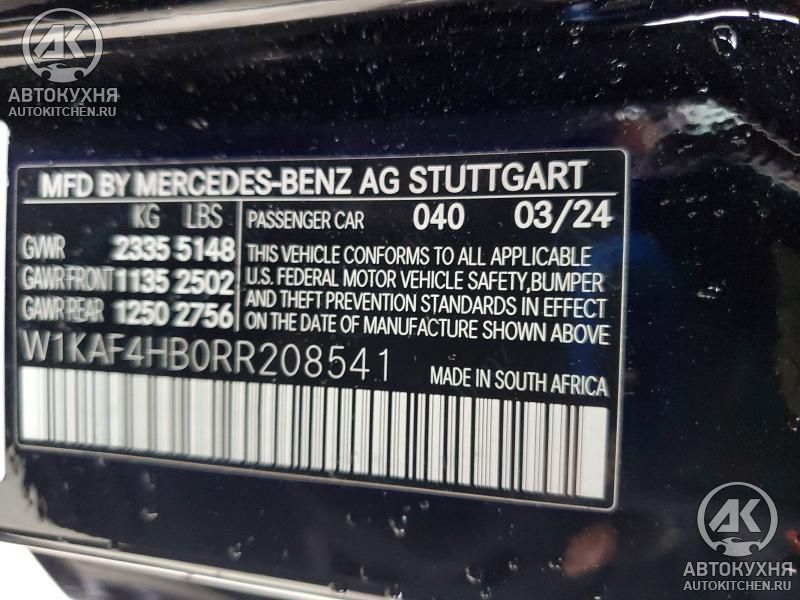 AK
АВТОКУХНЯ
AUTOKITCHEN.RU
MFD BY MERCEDES-BENZ AG STUTTGART
KG LBS PASSENGER CAR 040 03/24
GVWR 2335 5148 THIS VEHICLE CONFORMS TO ALL APPLICABLE
GAWR FRONT 1135 2502 U.S. FEDERAL MOTOR VEHICLE SAFETY,BUMPER
GAWR REAR 1250 2756 AND THEFT PREVENTION STANDARDS IN EFFECT
ON THE DATE OF MANUFACTURE SHOWN ABOVE
W1KAF4HB0RR208541
MADE IN SOUTH AFRICA
AK
АВТОКУХНЯ
AUTOKITCHEN.RU